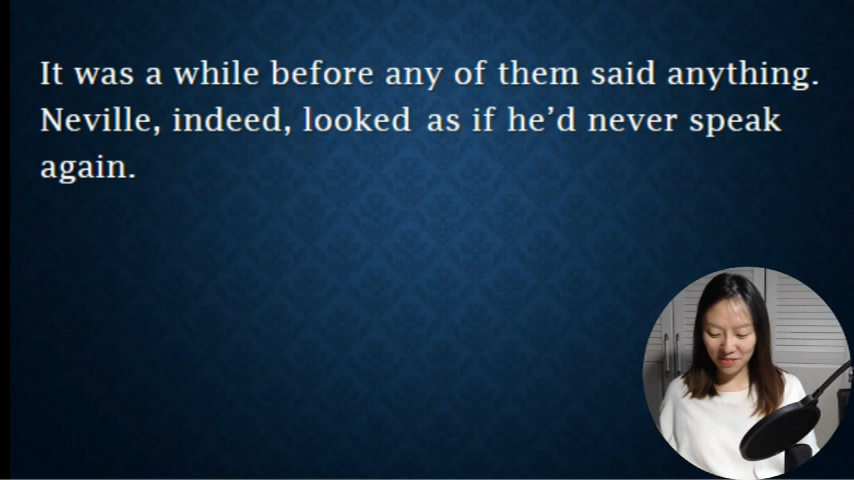 It was a while before any of them said anything.
Neville, indeed, looked as if he’d never speak
again.